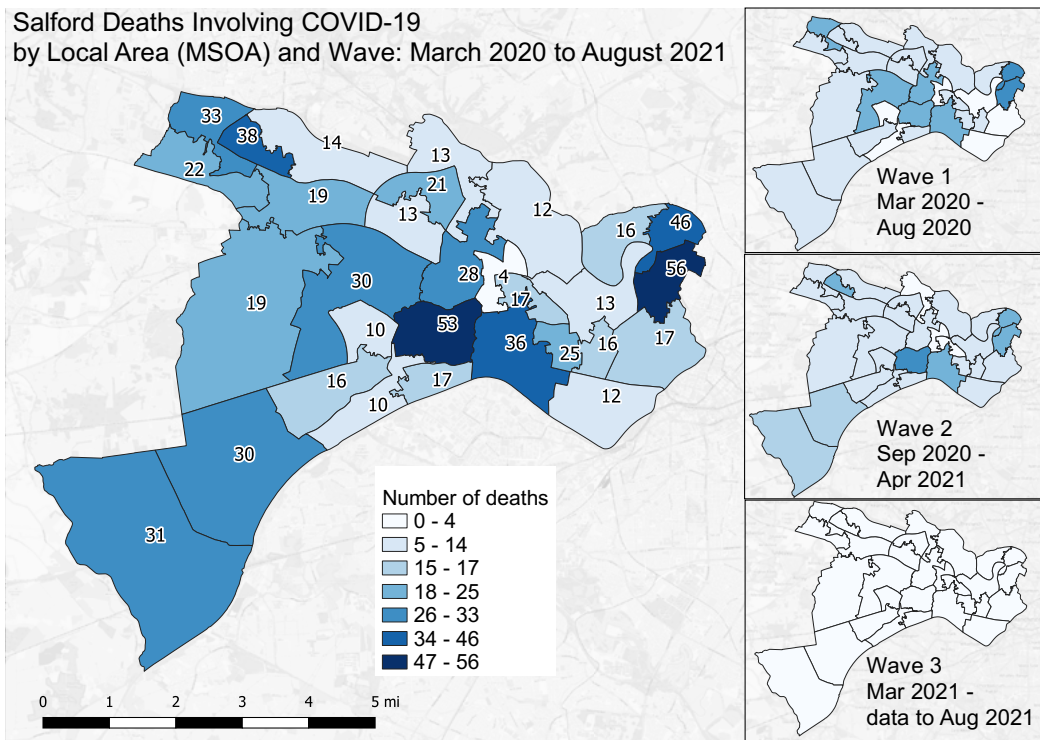 Salford Deaths Involving COVID-19
by Local Area (MSOA) and Wave: March 2020 to August 2021
33
38
14
13
22
19
21
13
12
16
46
56
30
28
4
17
13
19
10
53
36
25
16
17
16
17
10
12
30
31
Number of deaths
0 - 4
5 - 14
15 - 17
18 - 25
26 - 33
34 - 46
47 - 56
0 1 2 3 4 5 mi
Wave 1
Mar 2020 -
Aug 2020
Wave 2
Sep 2020 -
Apr 2021
Wave 3
Mar 2021 -
data to Aug 2021